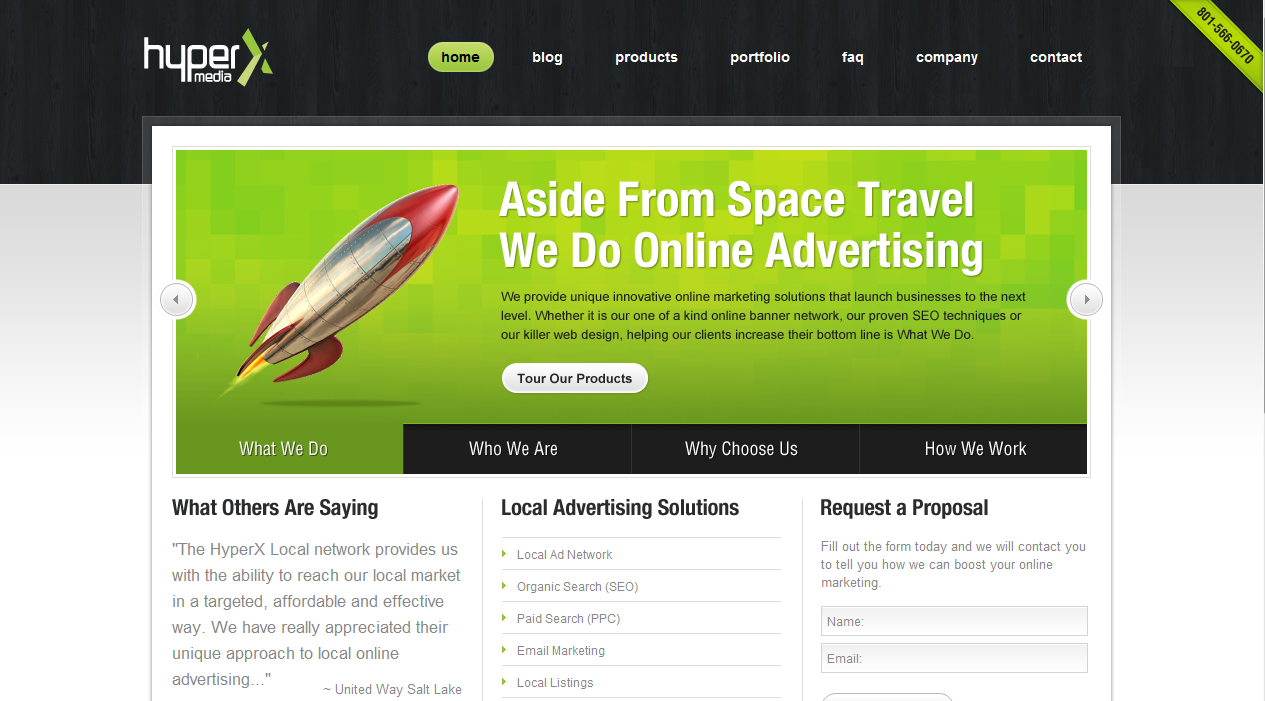 hyperX
media
home
blog
products
portfolio
faq
company
contact
801-566-0670
Aside From Space Travel
We Do Online Advertising
We provide unique innovative online marketing solutions that launch businesses to the next
level. Whether it is our one of a kind online banner network, our proven SEO techniques or
our killer web design, helping our clients increase their bottom line is What We Do.
Tour Our Products
What We Do
Who We Are
Why Choose Us
How We Work
What Others Are Saying
"The HyperX Local network provides us
with the ability to reach our local market
in a targeted, affordable and effective
way. We have really appreciated their
unique approach to local online
advertising..."
~ United Way Salt Lake
Local Advertising Solutions
Local Ad Network
Organic Search (SEO)
Paid Search (PPC)
Email Marketing
Local Listings
Request a Proposal
Fill out the form today and we will contact you
to tell you how we can boost your online
marketing.
Name:
Email: